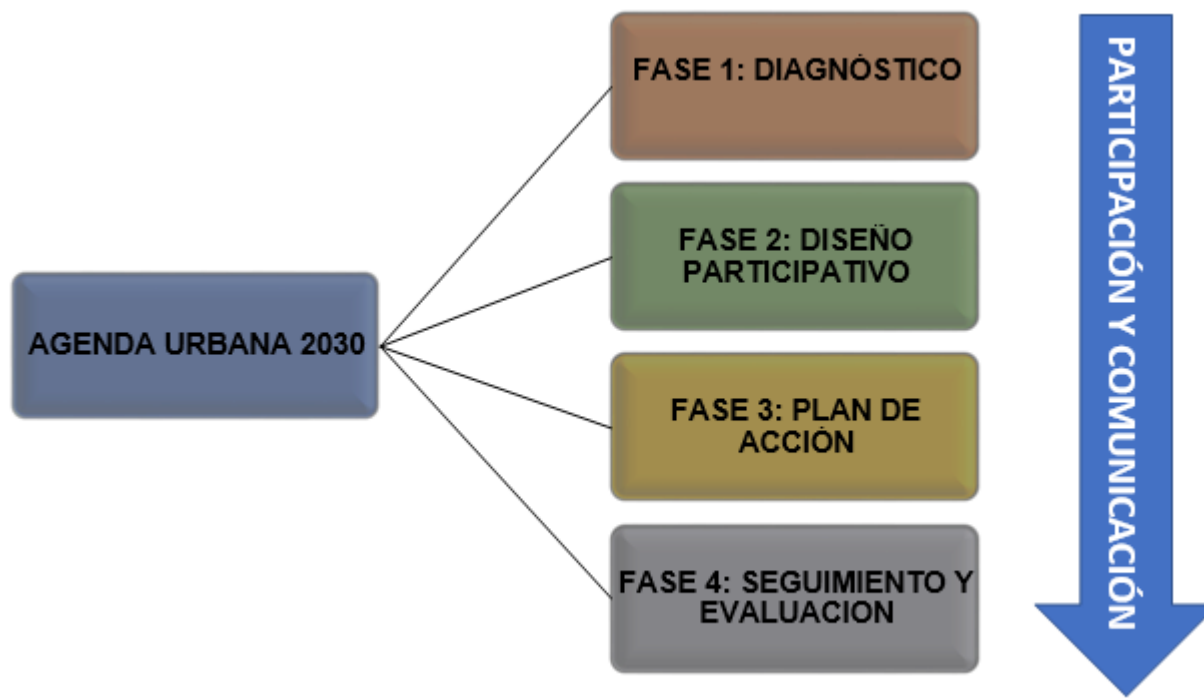 AGENDA URBANA 2030
FASE 1: DIAGNÓSTICO
FASE 2: DISEÑO
PARTICIPATIVO
FASE 3: PLAN DE
ACCIÓN
FASE 4: SEGUIMIENTO Y
EVALUACION
PARTICIPACIÓN Y COMUNICACIÓN